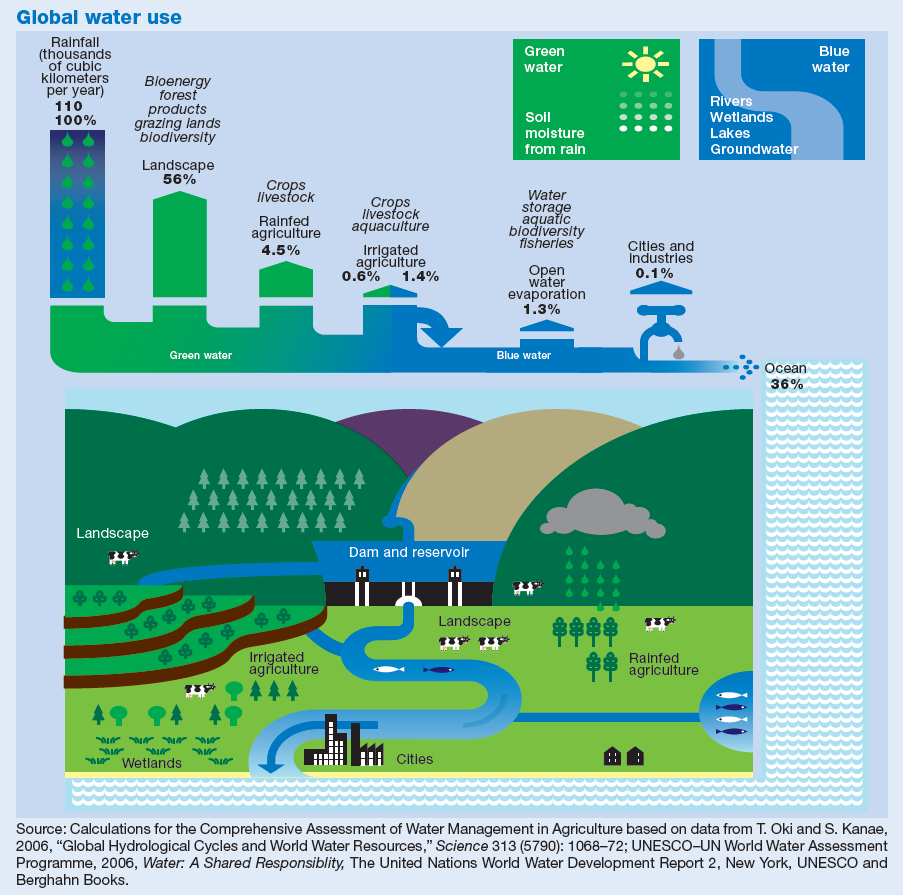 Global water use
Rainfall
(thousands
of cubic
kilometers
per year)
110
100%
Bioenergy
forest
products
grazing lands
biodiversity
Landscape
56%
Crops
livestock
Rainfed
agriculture
4.5%
Crops
livestock
aquaculture
Irrigated
agriculture
0.6% 1.4%
Water
storage
aquatic
biodiversity
fisheries
Open
water
evaporation
1.3%
Cities and
industries
0.1%
Green
water
Soil
moisture
from rain
Blue
water
Rivers
Wetlands
Lakes
Groundwater
Green water
Blue water
Ocean
36%
Landscape
Dam and reservoir
Landscape
Irrigated
agriculture
Rainfed
agriculture
Wetlands
Cities
Source: Calculations for the Comprehensive Assessment of Water Management in Agriculture based on data from T. Oki and S. Kanae,
2006, “Global Hydrological Cycles and World Water Resources,” Science 313 (5790): 1068–72; UNESCO–UN World Water Assessment
Programme, 2006, Water: A Shared Responsiblity, The United Nations World Water Development Report 2, New York, UNESCO and
Berghahn Books.